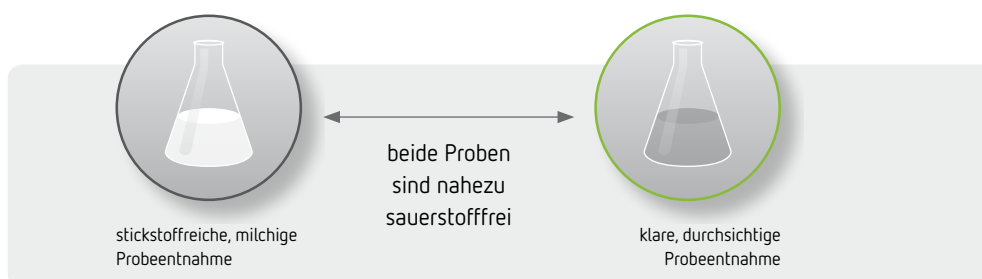 beide Proben
sind nahezu
sauerstofffrei
stickstoffreiche, milchige
Probeentnahme
klare, durchsichtige
Probeentnahme